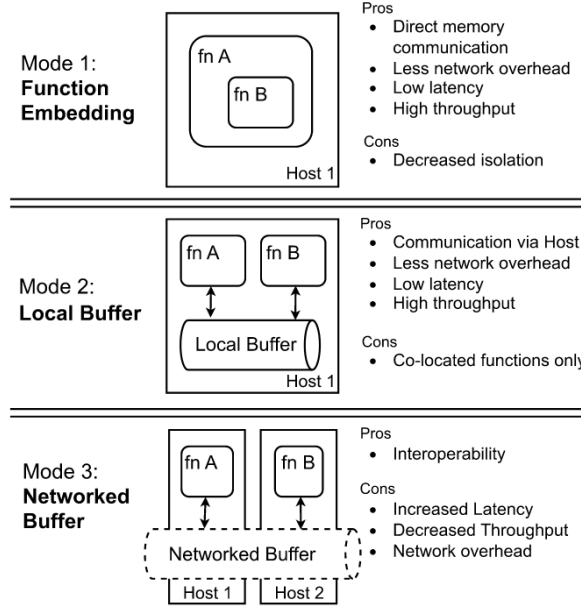 Mode 1:
Function
Embedding
fn A
fn B
Host 1
Pros
• Direct memory
communication
• Less network overhead
• Low latency
• High throughput
Cons
• Decreased isolation
Mode 2:
Local Buffer
fn A
fn B
Local Buffer
Host 1
Pros
• Communication via Host
• Less network overhead
• Low latency
• High throughput
Cons
• Co-located functions only
Mode 3:
Networked
Buffer
fn A
fn B
Networked Buffer
Host 1
Host 2
Pros
• Interoperability
Cons
• Increased Latency
• Decreased Throughput
• Network overhead